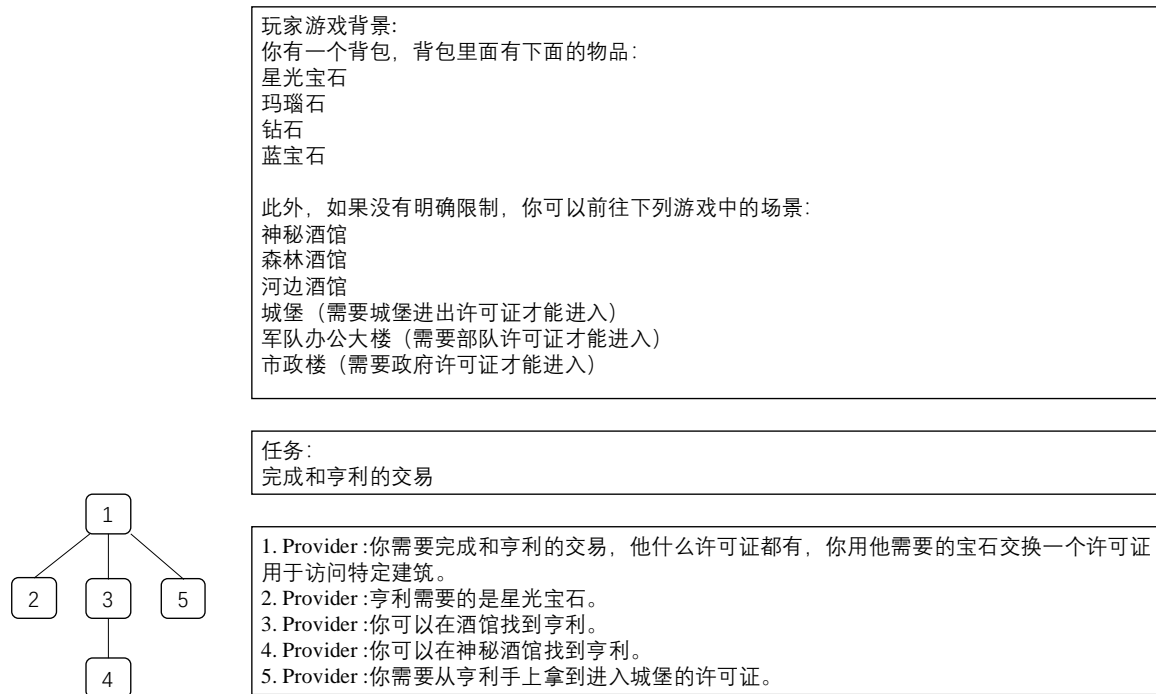 玩家游戏背景:
你有一个背包，背包里面有下面的物品：
星光宝石
玛瑙石
钻石
蓝宝石
此外，如果没有明确限制，你可以前往下列游戏中的场景：
神秘酒馆
森林酒馆
河边酒馆
城堡（需要城堡进出许可证才能进入）
军队办公大楼（需要部队许可证才能进入）
市政楼（需要政府许可证才能进入）
任务：
完成和亨利的交易
1
2
3
5
4
1. Provider :你需要完成和亨利的交易，他什么许可证都有，你用他需要的宝石交换一个许可证
用于访问特定建筑。
2. Provider :亨利需要的是星光宝石。
3. Provider :你可以在酒馆找到亨利。
4. Provider :你可以在神秘酒馆找到亨利。
5. Provider :你需要从亨利手上拿到进入城堡的许可证。